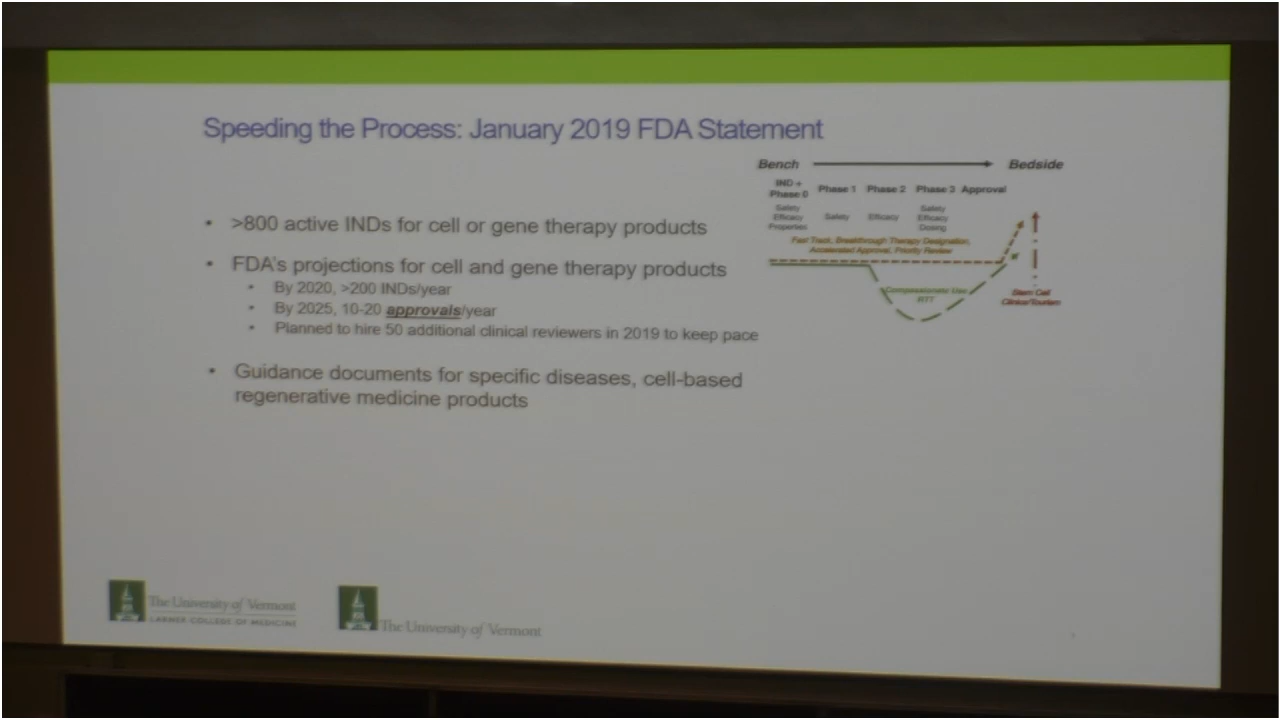 Speeding the Process: January 2019 FDA Statement
Bench
Bedside
IND +
Phase 0
Phase 1
Phase 2
Phase 3
Approval
Safety
Efficacy
Properties
Safety
Efficacy
Safety
Efficacy
Dosing
Fast Track, Breakthrough Therapy Designation,
Accelerated Approval, Priority Review
Compassionate Use
RTT
Stem Cell
Clinics/Tourism
• >800 active INDs for cell or gene therapy products
• FDA's projections for cell and gene therapy products
• By 2020, >200 INDs/year
• By 2025, 10-20 approvals/year
• Planned to hire 50 additional clinical reviewers in 2019 to keep pace
• Guidance documents for specific diseases, cell-based
regenerative medicine products
The University of Vermont
LARNER COLLEGE OF MEDICINE
The University of Vermont